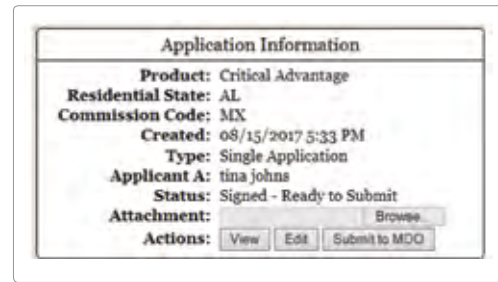 Application Information
Product: Critical Advantage
Residential State: AL
Commission Code: MX
Created: 08/15/2017 5:33 PM
Type: Single Application
Applicant A: tina johns
Status: Signed - Ready to Submit
Attachment: Browse...
Actions: View Edit Submit to MDO